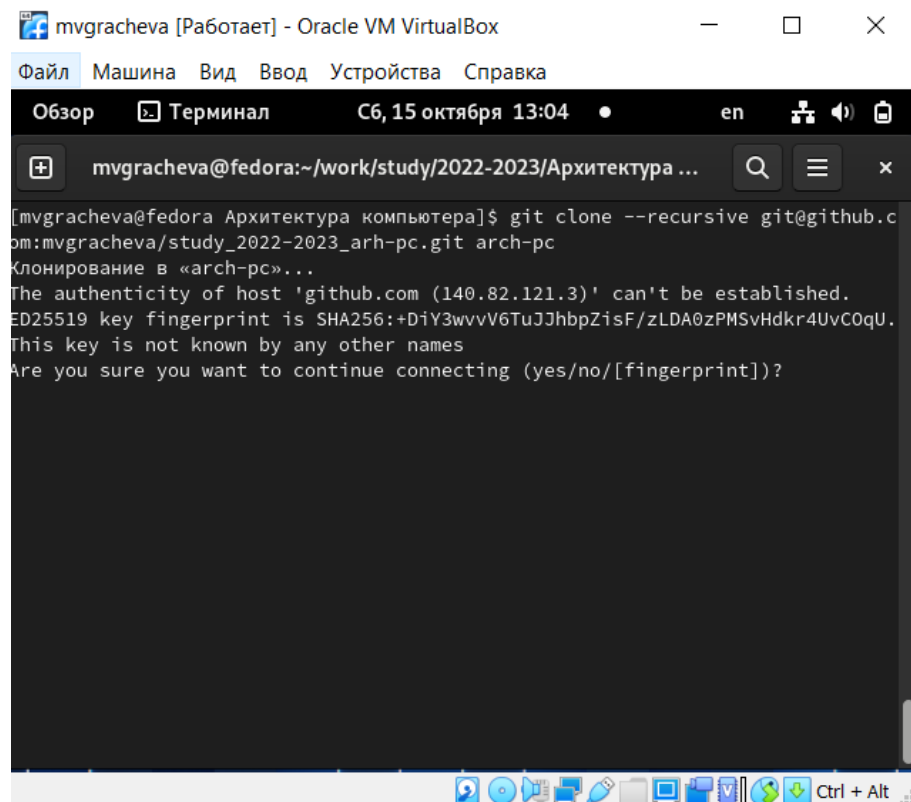 mvgracheva [Работает] - Oracle VM VirtualBox
Файл Машина Вид Ввод Устройства Справка
Обзор Терминал Сб, 15 октября 13:04 en
mvgracheva@fedora:~/work/study/2022-2023/Архитектура ...
[mvgracheva@fedora Архитектура компьютера]$ git clone --recursive git@github.c
om:mvgracheva/study_2022-2023_arh-pc.git arch-pc
Клонирование в «arch-pc»...
The authenticity of host 'github.com (140.82.121.3)' can't be established.
ED25519 key fingerprint is SHA256:+DiY3wvvV6TuJJhbpZisF/zLDA0zPMSvHdkr4UvCOqU.
This key is not known by any other names
Are you sure you want to continue connecting (yes/no/[fingerprint])?
Ctrl + Alt